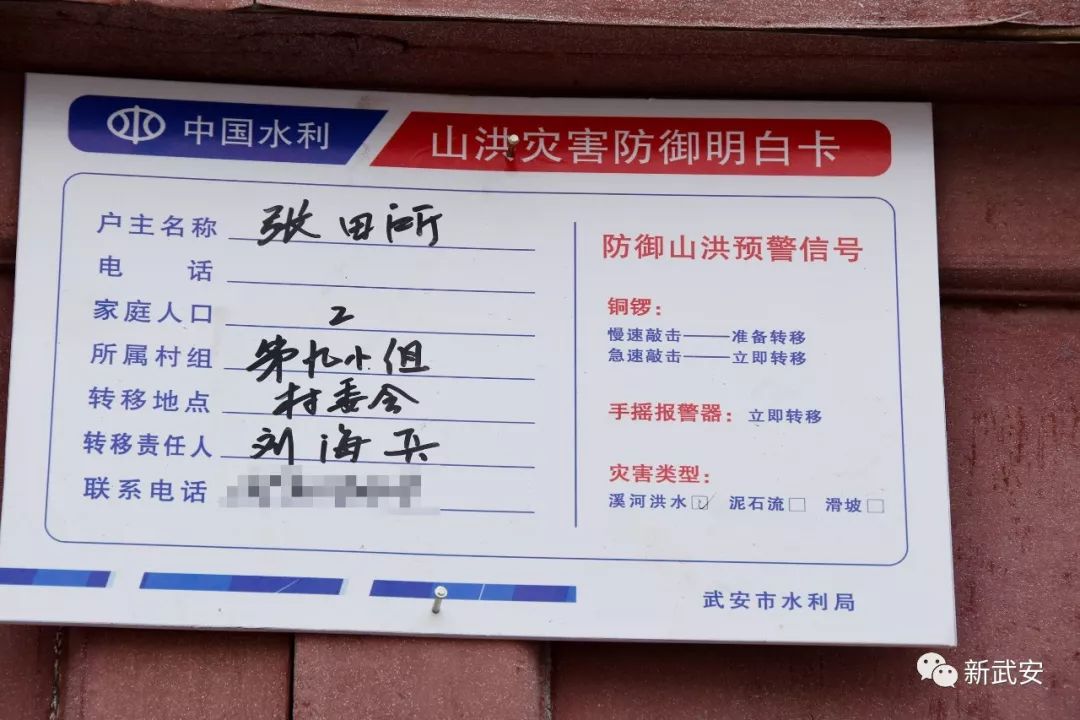 中国水利 山洪灾害防御明白卡
户主名称 张田所
电话
家庭人口 2
所属村组 第九小组
转移地点 村委会
转移责任人 刘海兵
联系电话
防御山洪预警信号
铜锣：
慢速敲击——准备转移
急速敲击——立即转移
手摇报警器：立即转移
灾害类型：
溪河洪水☑ 泥石流□ 滑坡□
武安市水利局
新武安